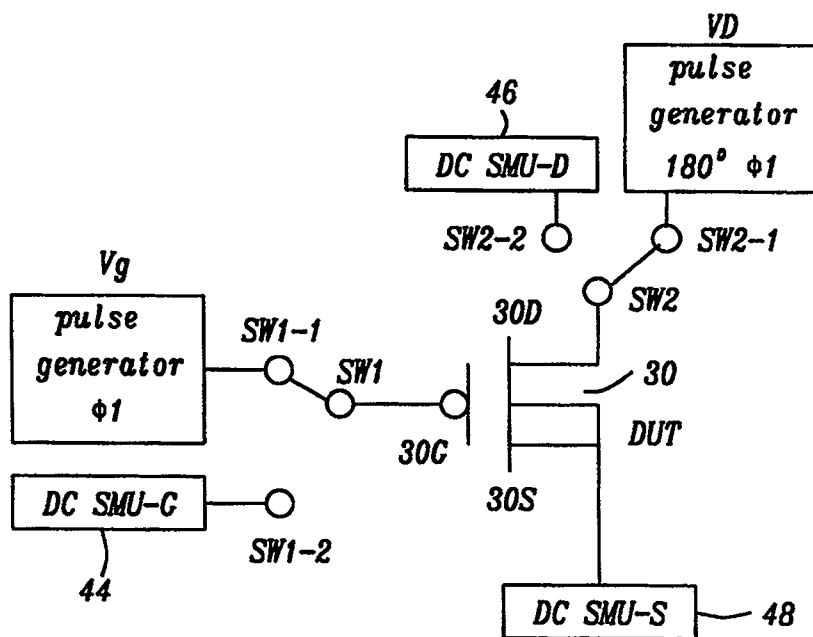 VD
pulse
generator
180° ϕ1
46
DC SMU-D
SW2-2
SW2-1
SW2
Vg
pulse
generator
ϕ1
SW1-1
SW1
30D
30
30G
DUT
30S
DC SMU-G
SW1-2
44
DC SMU-S
48